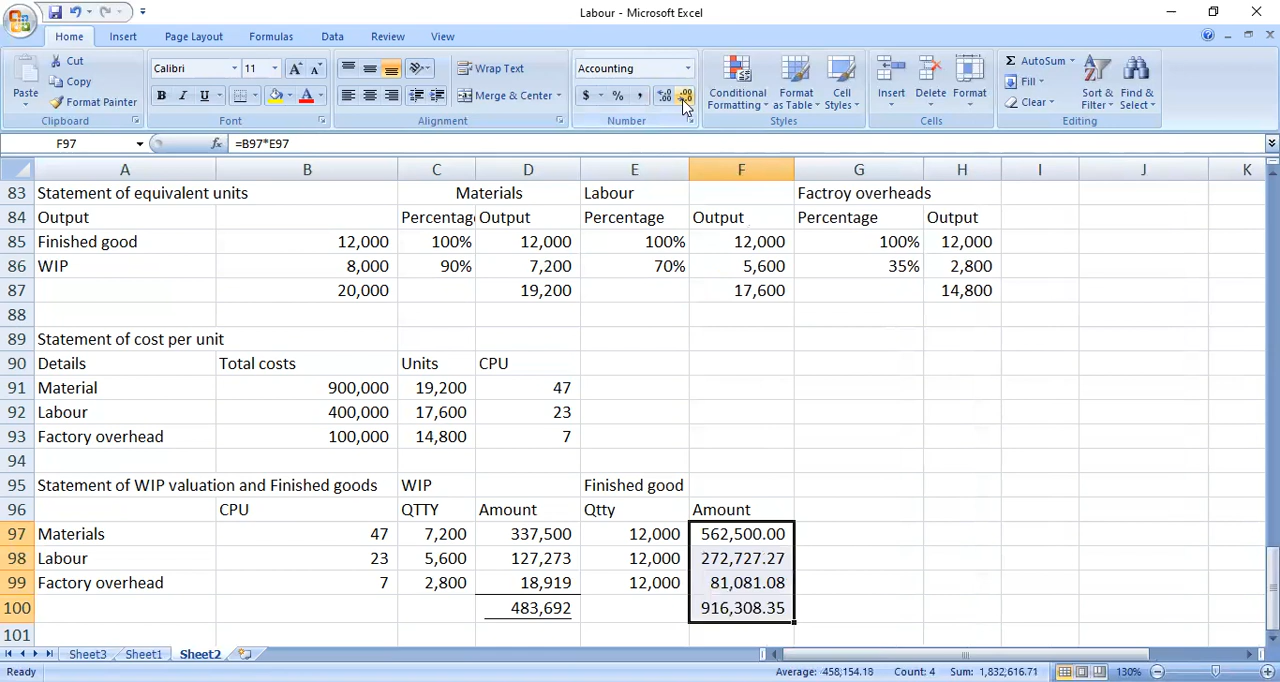 Labour - Microsoft Excel
Home Insert Page Layout Formulas Data Review View
Paste Cut Copy Format Painter Clipboard
Calibri 11 A A B I U A Font
Wrap Text Merge & Center Alignment
Accounting $ % , .00 .00 Number
Conditional Formatting Format as Table Cell Styles Styles
Insert Delete Format Cells
Σ AutoSum Fill Clear Sort & Filter Find & Select Editing
F97 fx =B97*E97
A B C D E F G H I J K
83 Statement of equivalent units Materials Labour Factroy overheads
84 Output Percentag Output Percentage Output Percentage Output
85 Finished good 12,000 100% 12,000 100% 12,000 100% 12,000
86 WIP 8,000 90% 7,200 70% 5,600 35% 2,800
87 20,000 19,200 17,600 14,800
88
89 Statement of cost per unit
90 Details Total costs Units CPU
91 Material 900,000 19,200 47
92 Labour 400,000 17,600 23
93 Factory overhead 100,000 14,800 7
94
95 Statement of WIP valuation and Finished goods WIP Finished good
96 CPU QTTY Amount Qtty Amount
97 Materials 47 7,200 337,500 12,000 562,500.00
98 Labour 23 5,600 127,273 12,000 272,727.27
99 Factory overhead 7 2,800 18,919 12,000 81,081.08
100 483,692 916,308.35
101
Sheet3 Sheet1 Sheet2
Ready Average: 458,154.18 Count: 4 Sum: 1,832,616.71 130%